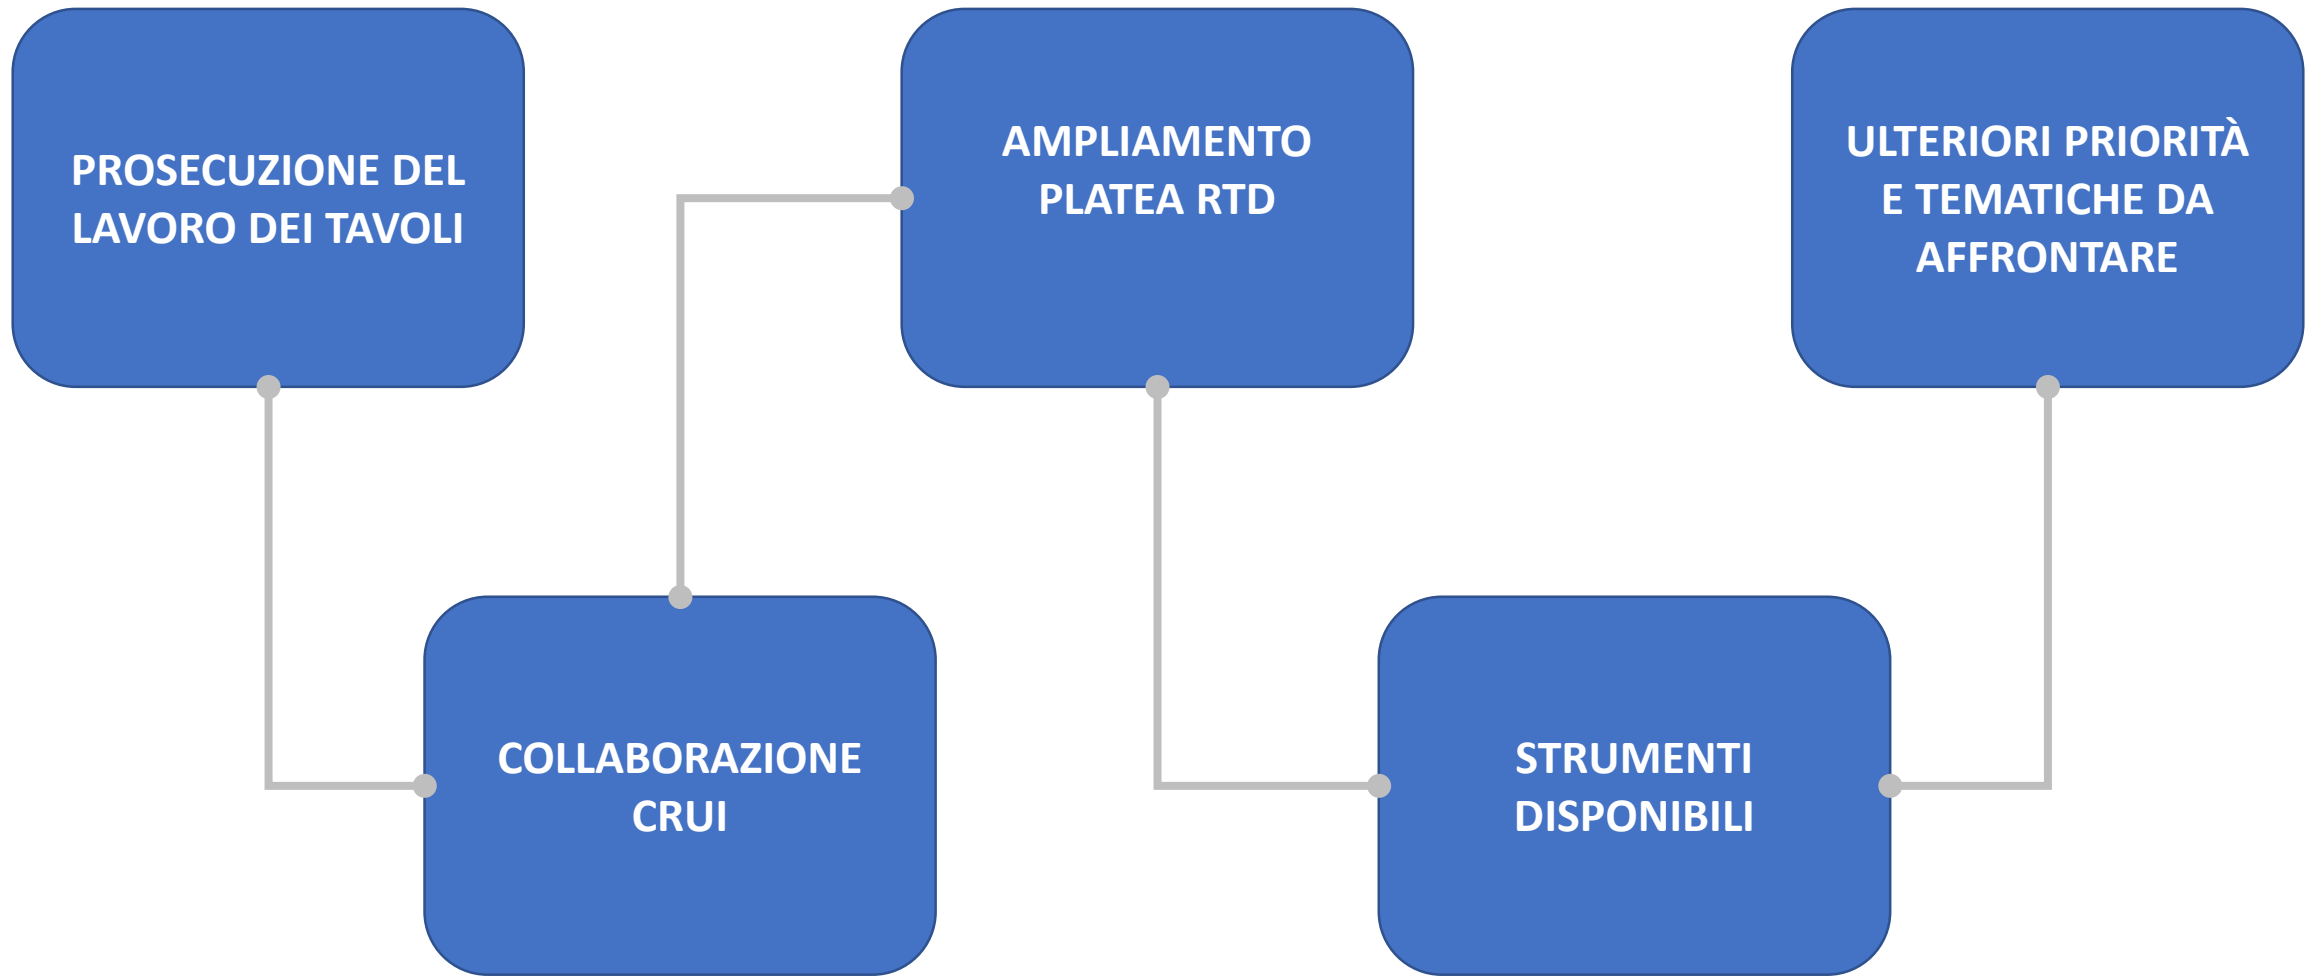 PROSECUZIONE DEL
LAVORO DEI TAVOLI
COLLABORAZIONE
CRUI
AMPLIAMENTO
PLATEA RTD
STRUMENTI
DISPONIBILI
ULTERIORI PRIORITÀ
E TEMATICHE DA
AFFRONTARE